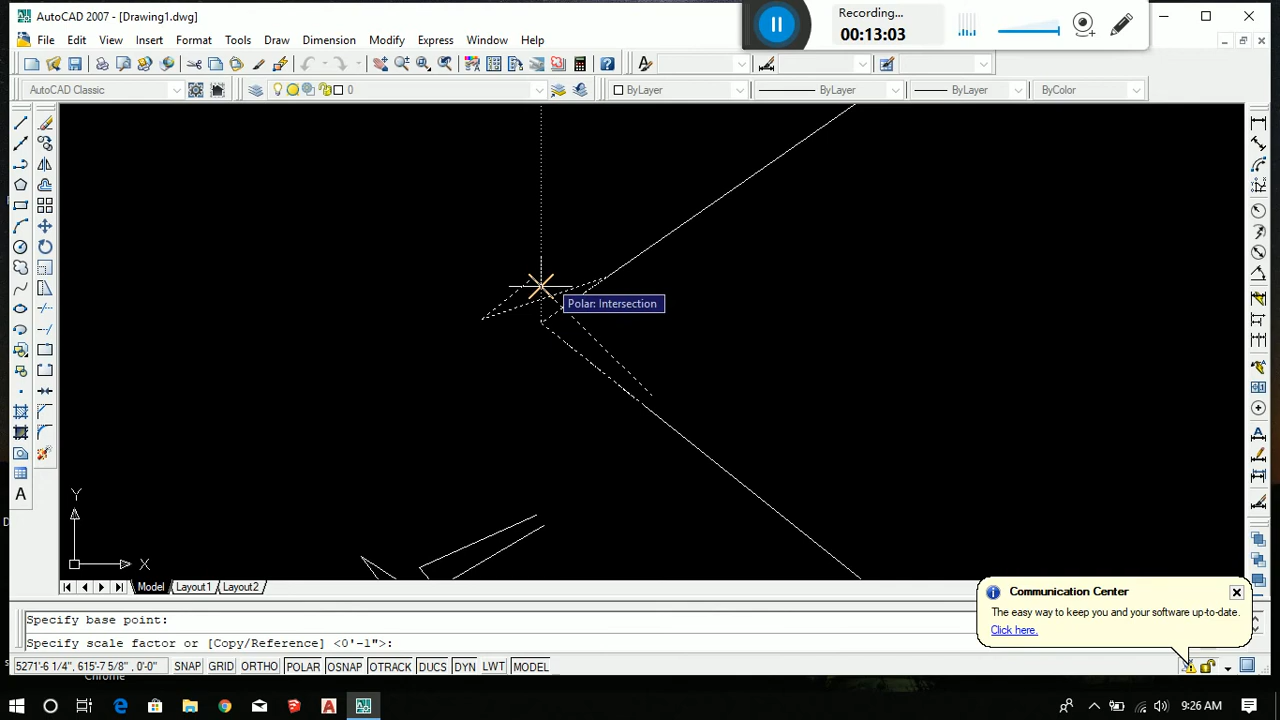 AutoCAD 2007 - [Drawing1.dwg]
Recording...
00:13:03
File Edit View Insert Format Tools Draw Dimension Modify Express Window Help
AutoCAD Classic
0
ByLayer
ByLayer
ByLayer
ByColor
Polar: Intersection
Y
X
A
Model Layout1 Layout2
Communication Center
The easy way to keep you and your software up-to-date.
Click here.
Specify base point:
Specify scale factor or [Copy/Reference] <0'-1">:
5271'-6 1/4", 615'-7 5/8" , 0'-0" SNAP GRID ORTHO POLAR OSNAP OTRACK DUCS DYN LWT MODEL
Chrome
9:26 AM